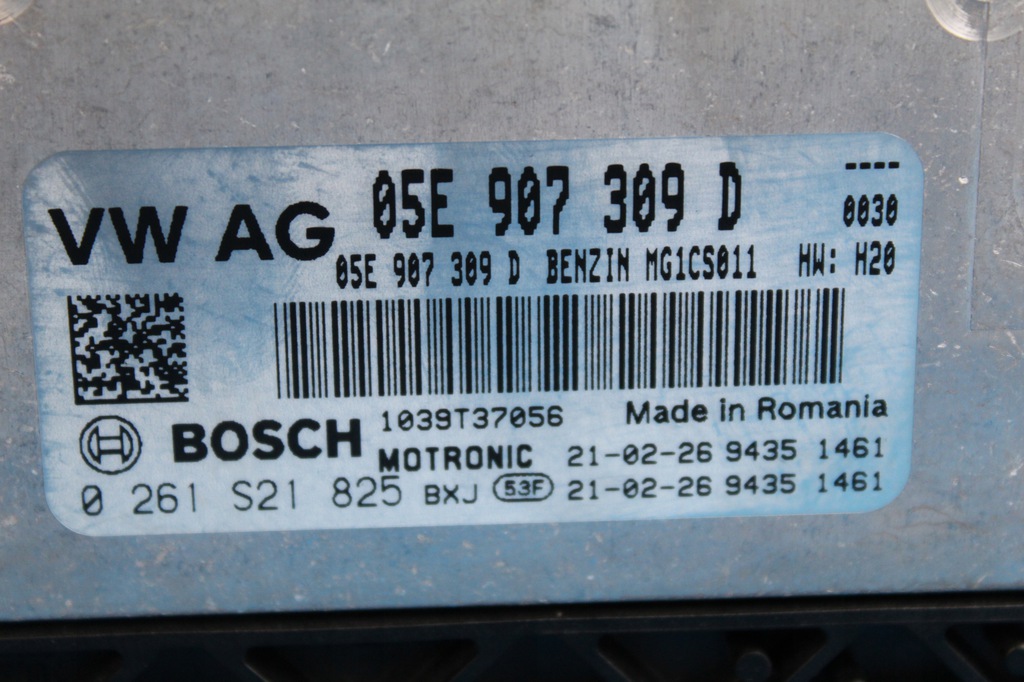 VW AG 05E 907 309 D ----
0030
05E 907 309 D BENZIN MG1CS011 HW: H20
H BOSCH 1039T37056 Made in Romania
MOTRONIC 21-02-26 9435 1461
0 261 S21 825 BXJ 53F 21-02-26 9435 1461